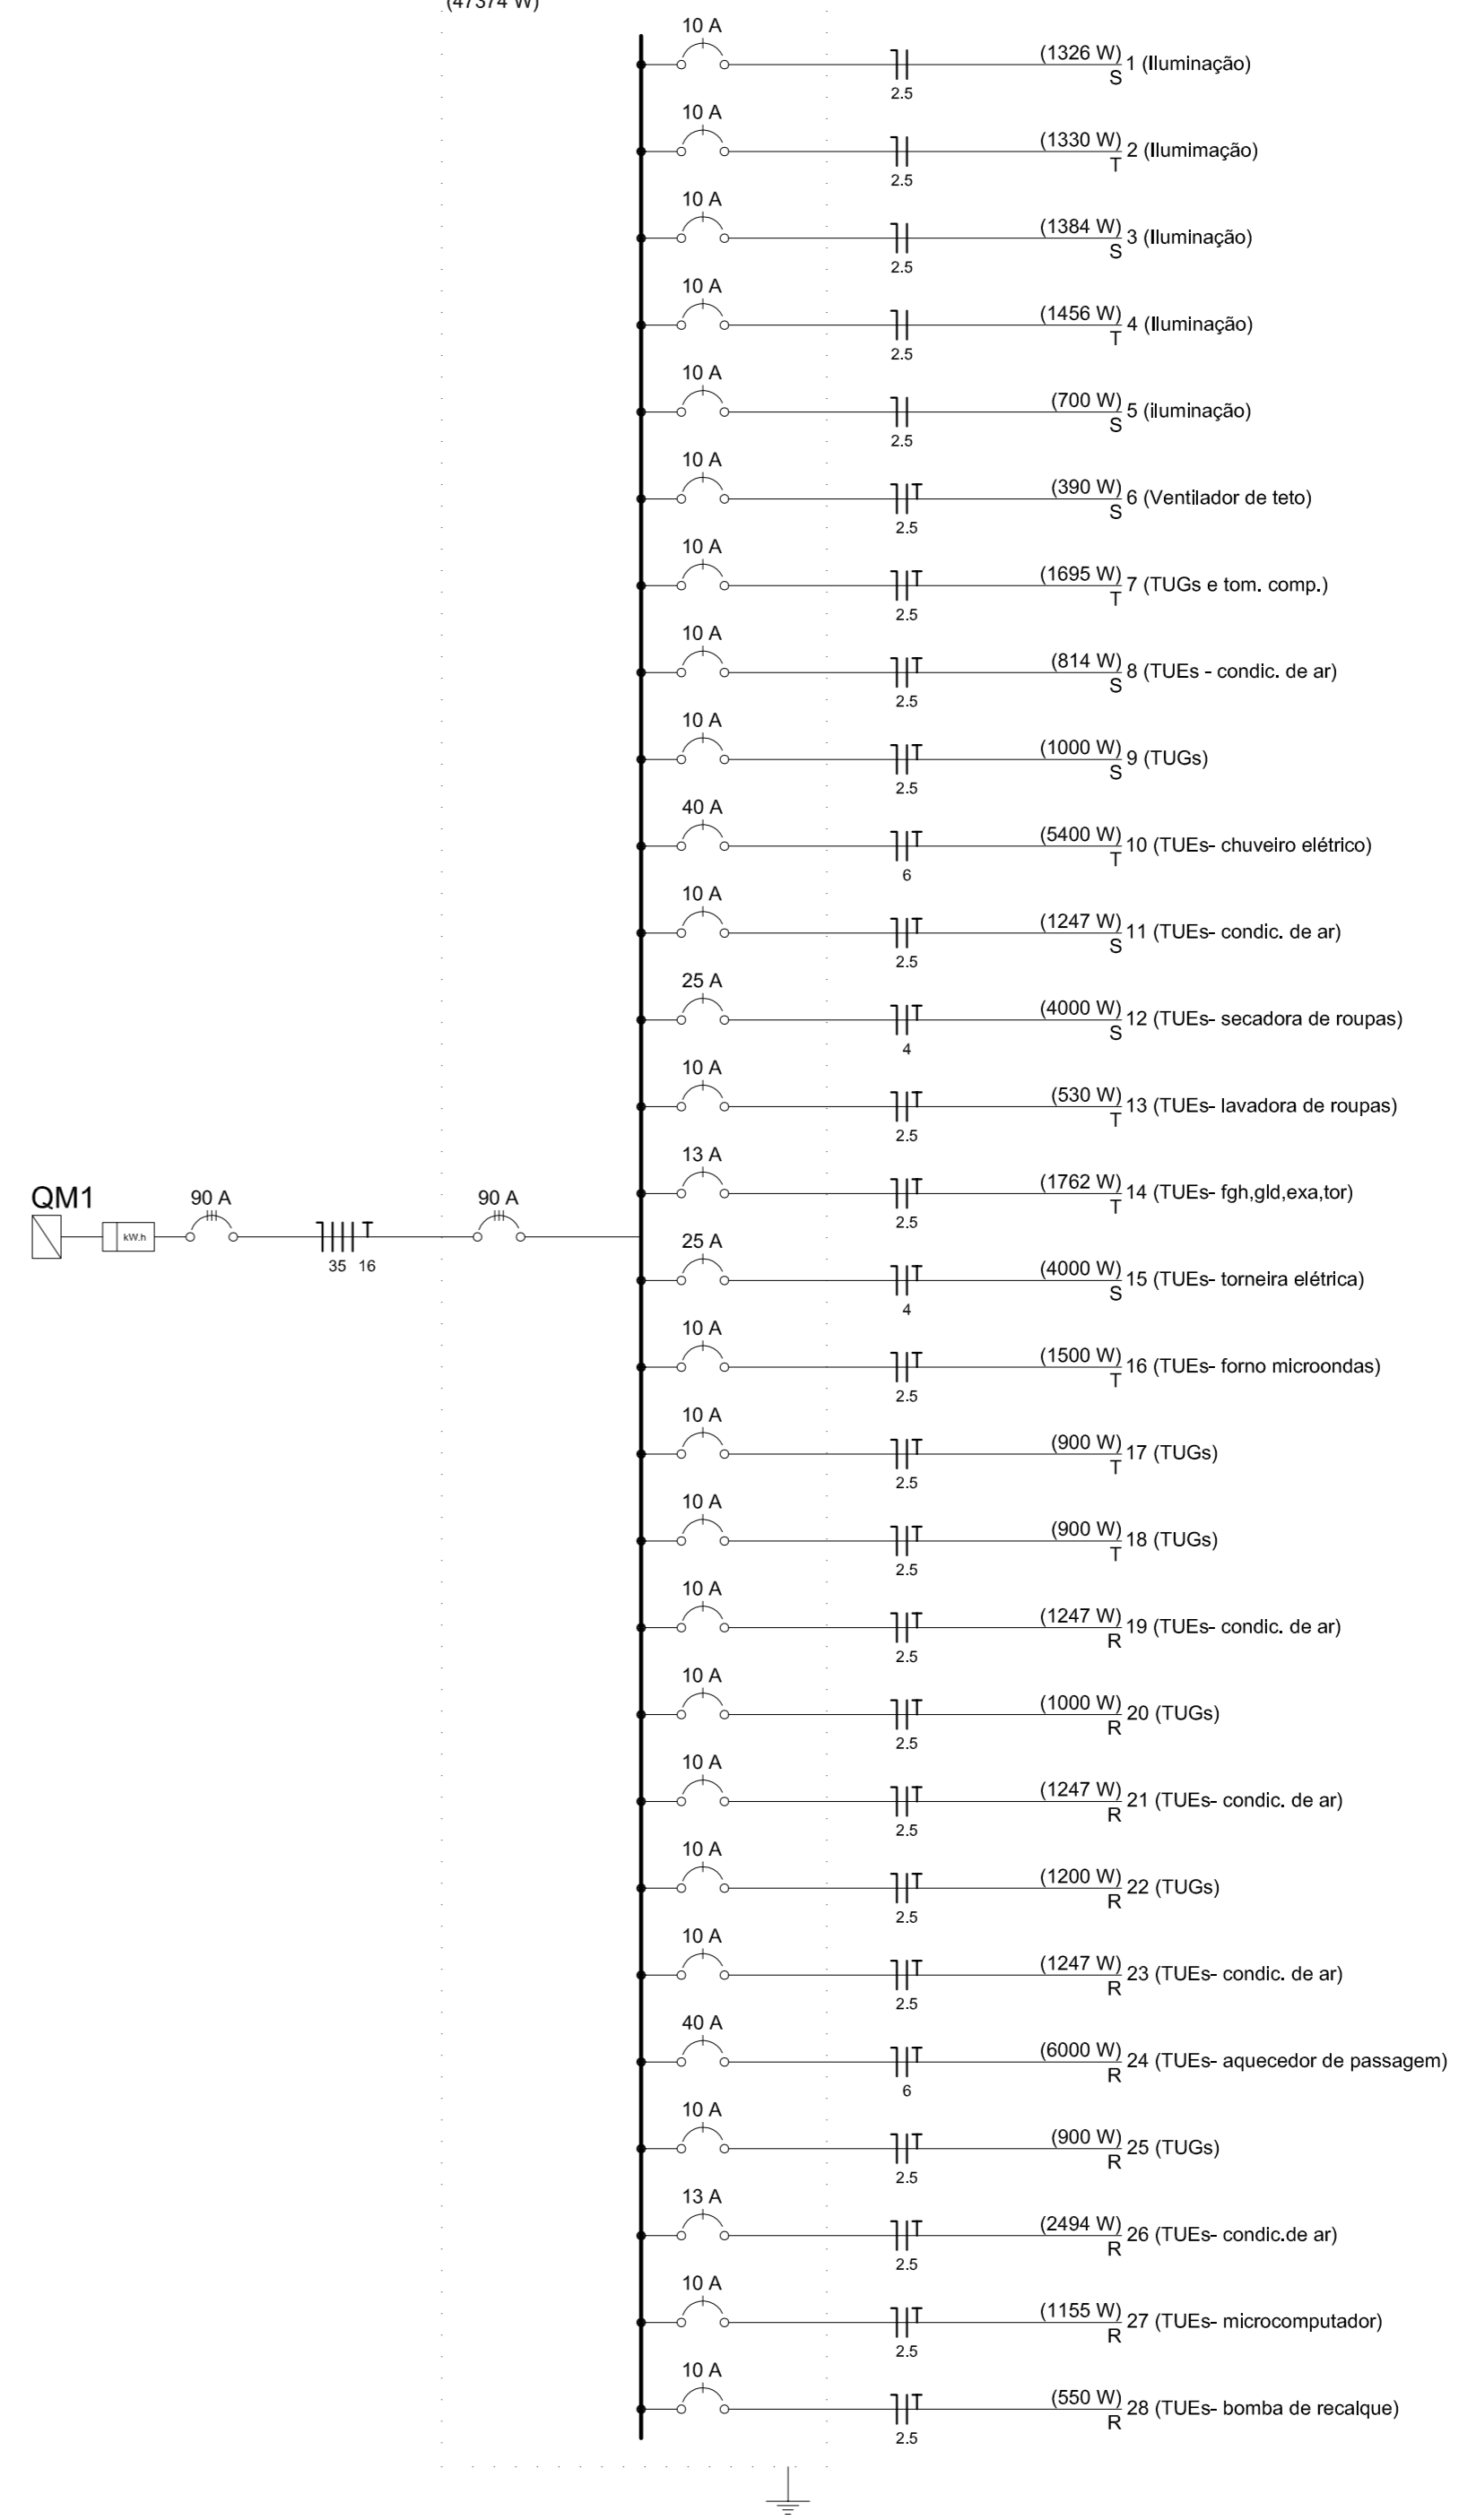 (47374 W)
10 A
(1326 W)
1 (Iluminação)
S
2.5
10 A
(1330 W)
2 (Ilumimação)
T
2.5
10 A
(1384 W)
3 (Iluminação)
S
2.5
10 A
(1456 W)
4 (Iluminação)
T
2.5
10 A
(700 W)
5 (iluminação)
S
2.5
10 A
T
(390 W)
6 (Ventilador de teto)
S
2.5
10 A
T
(1695 W)
7 (TUGs e tom. comp.)
T
2.5
10 A
T
(814 W)
8 (TUEs - condic. de ar)
S
2.5
10 A
T
(1000 W)
9 (TUGs)
S
2.5
40 A
T
(5400 W)
10 (TUEs- chuveiro elétrico)
T
6
10 A
T
(1247 W)
11 (TUEs- condic. de ar)
S
2.5
25 A
T
(4000 W)
12 (TUEs- secadora de roupas)
S
4
10 A
T
(530 W)
13 (TUEs- lavadora de roupas)
T
2.5
13 A
T
(1762 W)
14 (TUEs- fgh,gld,exa,tor)
T
2.5
QM1
90 A
90 A
kW.h
T
35 16
25 A
T
(4000 W)
15 (TUEs- torneira elétrica)
S
4
10 A
T
(1500 W)
16 (TUEs- forno microondas)
T
2.5
10 A
T
(900 W)
17 (TUGs)
T
2.5
10 A
T
(900 W)
18 (TUGs)
T
2.5
10 A
T
(1247 W)
19 (TUEs- condic. de ar)
R
2.5
10 A
T
(1000 W)
20 (TUGs)
R
2.5
10 A
T
(1247 W)
21 (TUEs- condic. de ar)
R
2.5
10 A
T
(1200 W)
22 (TUGs)
R
2.5
10 A
T
(1247 W)
23 (TUEs- condic. de ar)
R
2.5
40 A
T
(6000 W)
24 (TUEs- aquecedor de passagem)
R
6
10 A
T
(900 W)
25 (TUGs)
R
2.5
13 A
T
(2494 W)
26 (TUEs- condic.de ar)
R
2.5
10 A
T
(1155 W)
27 (TUEs- microcomputador)
R
2.5
10 A
T
(550 W)
28 (TUEs- bomba de recalque)
R
2.5